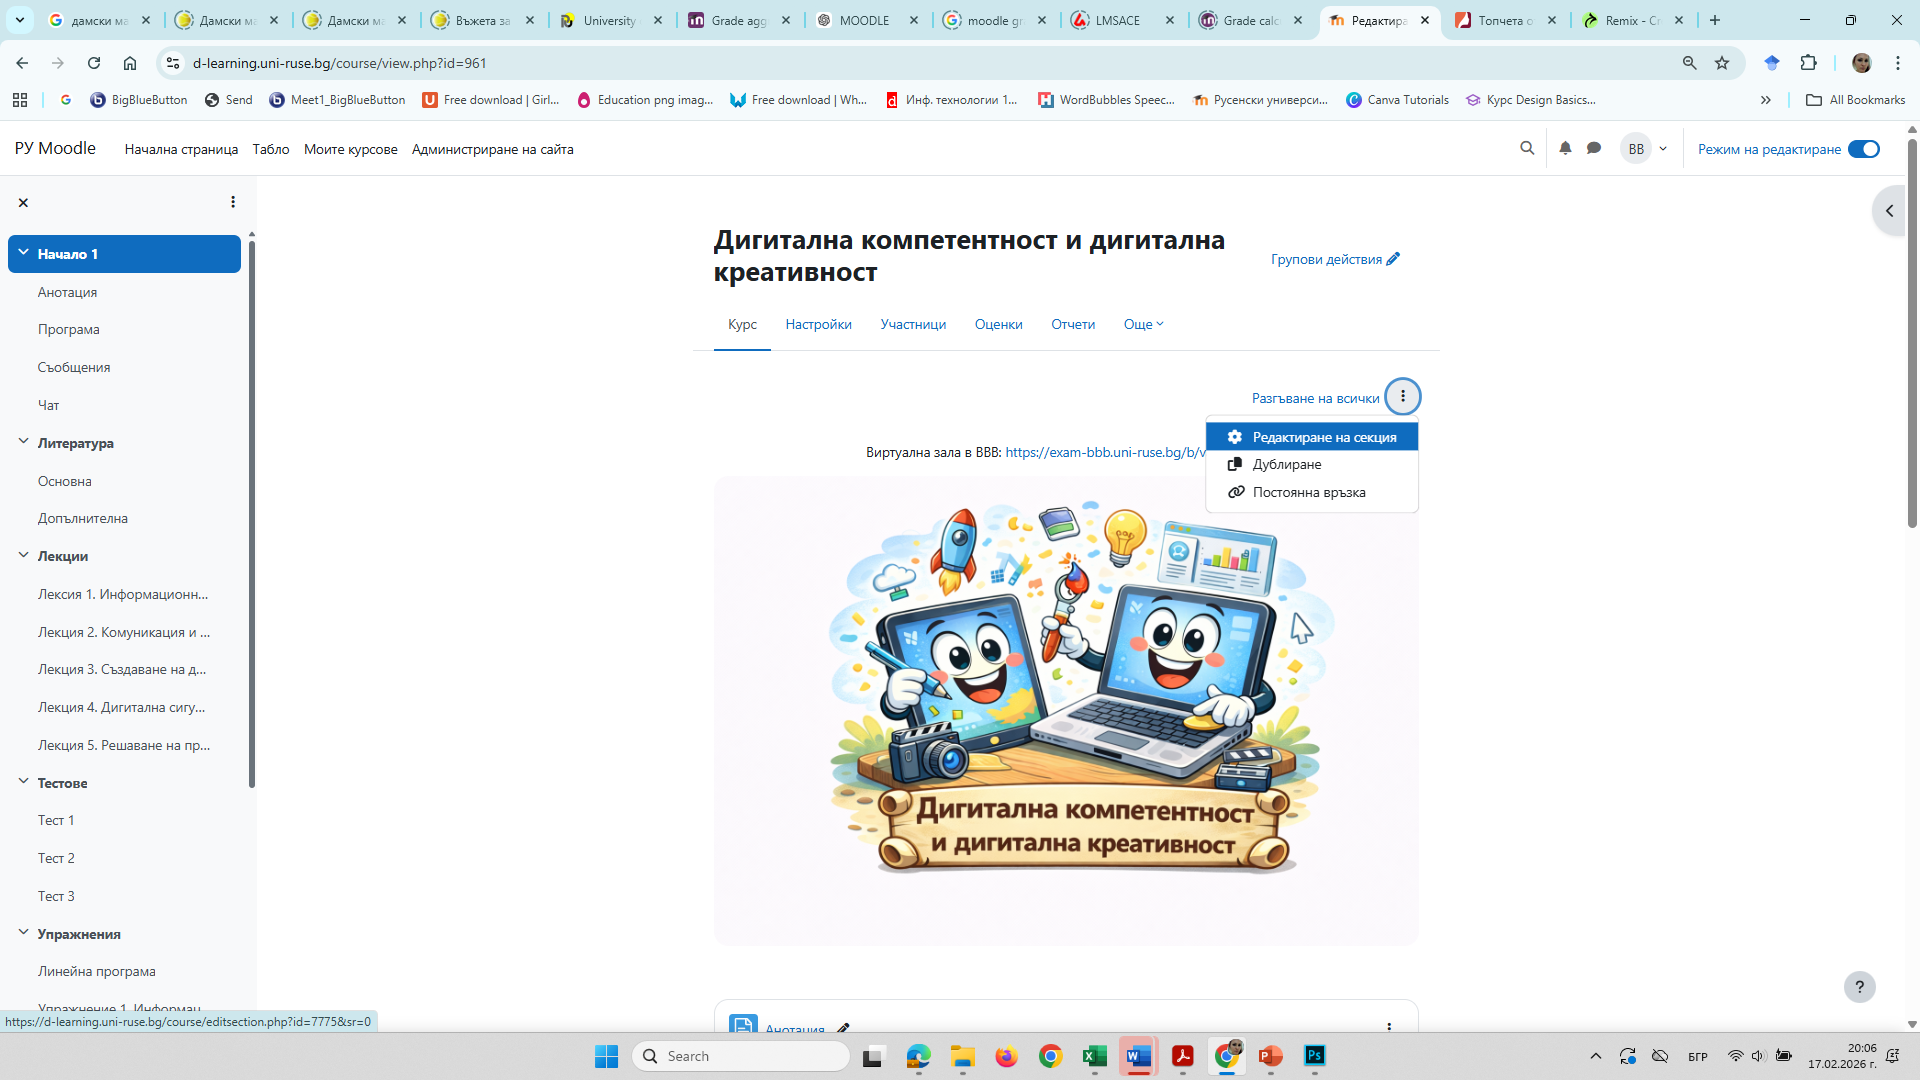 дамски ма
Дамски ма
Дамски ма
Въжета за
University
Grade agg
MOODLE
moodle gr
LMSACE
Grade calc
Редактира
Топчета о
Remix - Cr
d-learning.uni-ruse.bg/course/view.php?id=961
BigBlueButton
Send
Meet1_BigBlueButton
Free download | Girl...
Education png imag...
Free download | Wh...
Инф. технологии 1...
WordBubbles Speec...
Русенски универси...
Canva Tutorials
Курс Design Basics...
All Bookmarks
РУ Moodle
Начална страница
Табло
Моите курсове
Администриране на сайта
ВВ
Режим на редактиране
Начало 1
Анотация
Програма
Съобщения
Чат
Литература
Основна
Допълнителна
Лекции
Лексия 1. Информационн...
Лекция 2. Комуникация и ...
Лекция 3. Създаване на д...
Лекция 4. Дигитална сигу...
Лекция 5. Решаване на пр...
Тестове
Тест 1
Тест 2
Тест 3
Упражнения
Линейна програма
Упражнение 1. Информац
https://d-learning.uni-ruse.bg/course/editsection.php?id=7775&sr=0
Дигитална компетентност и дигитална
креативност
Групови действия
Курс
Настройки
Участници
Оценки
Отчети
Още
Разгъване на всички
Редактиране на секция
Дублиране
Постоянна връзка
Виртуална зала в BBB: https://exam-bbb.uni-ruse.bg/b/v
Дигитална компетентност
и дигитална креативност
Анотация
?
Search
БГР
20:06
17.02.2026 г.